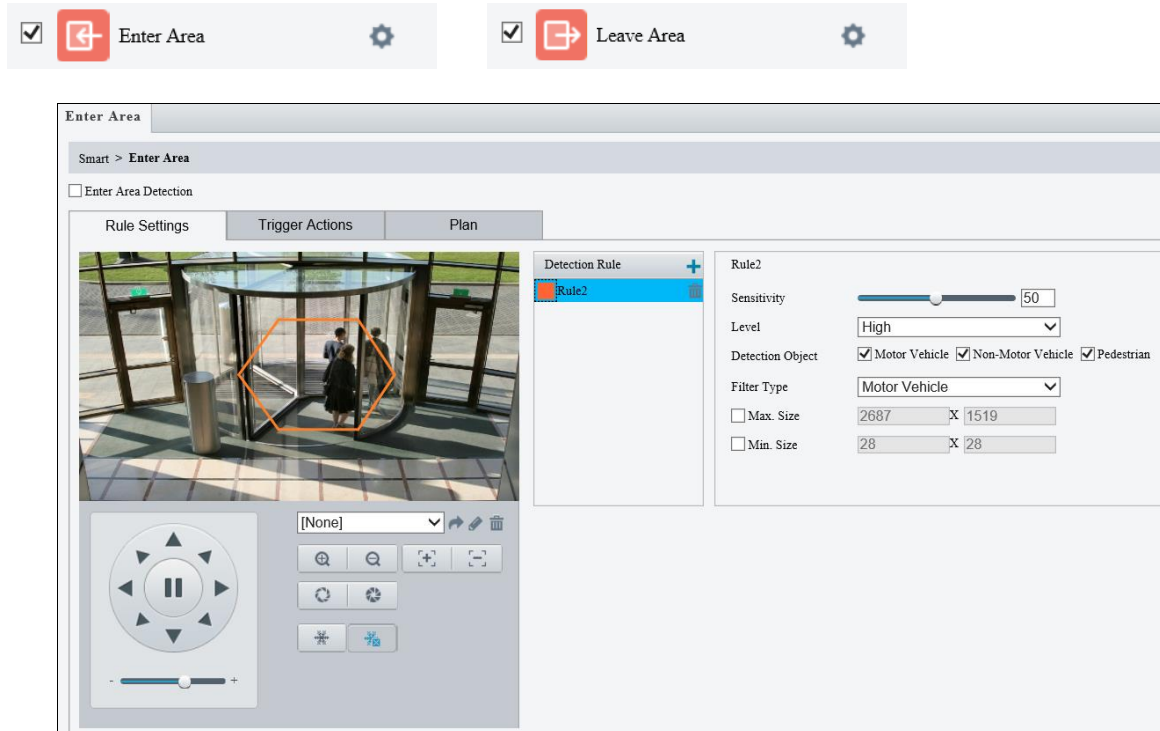 Enter Area
Leave Area
Enter Area
Smart > Enter Area
Enter Area Detection
Rule Settings
Trigger Actions
Plan
Detection Rule
Rule2
Rule2
Sensitivity
50
Level
High
Detection Object
Motor Vehicle
Non-Motor Vehicle
Pedestrian
Filter Type
Motor Vehicle
Max. Size
2687 X 1519
Min. Size
28 X 28
[None]
- +